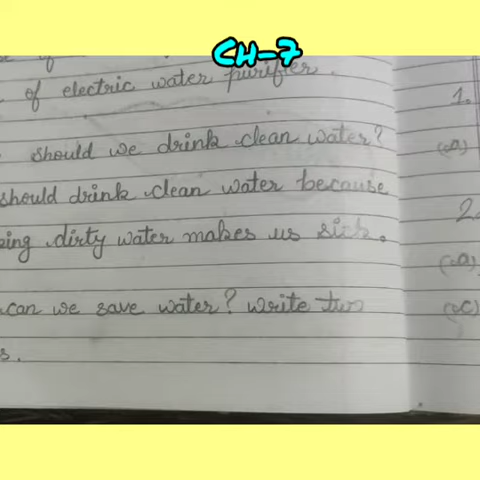 CH-7
of electric water purifier.
should we drink clean water?
should drink clean water because
king dirty water makes us sick.
can we save water? write two
s.
1.
(a)
2.
(a)
(c)